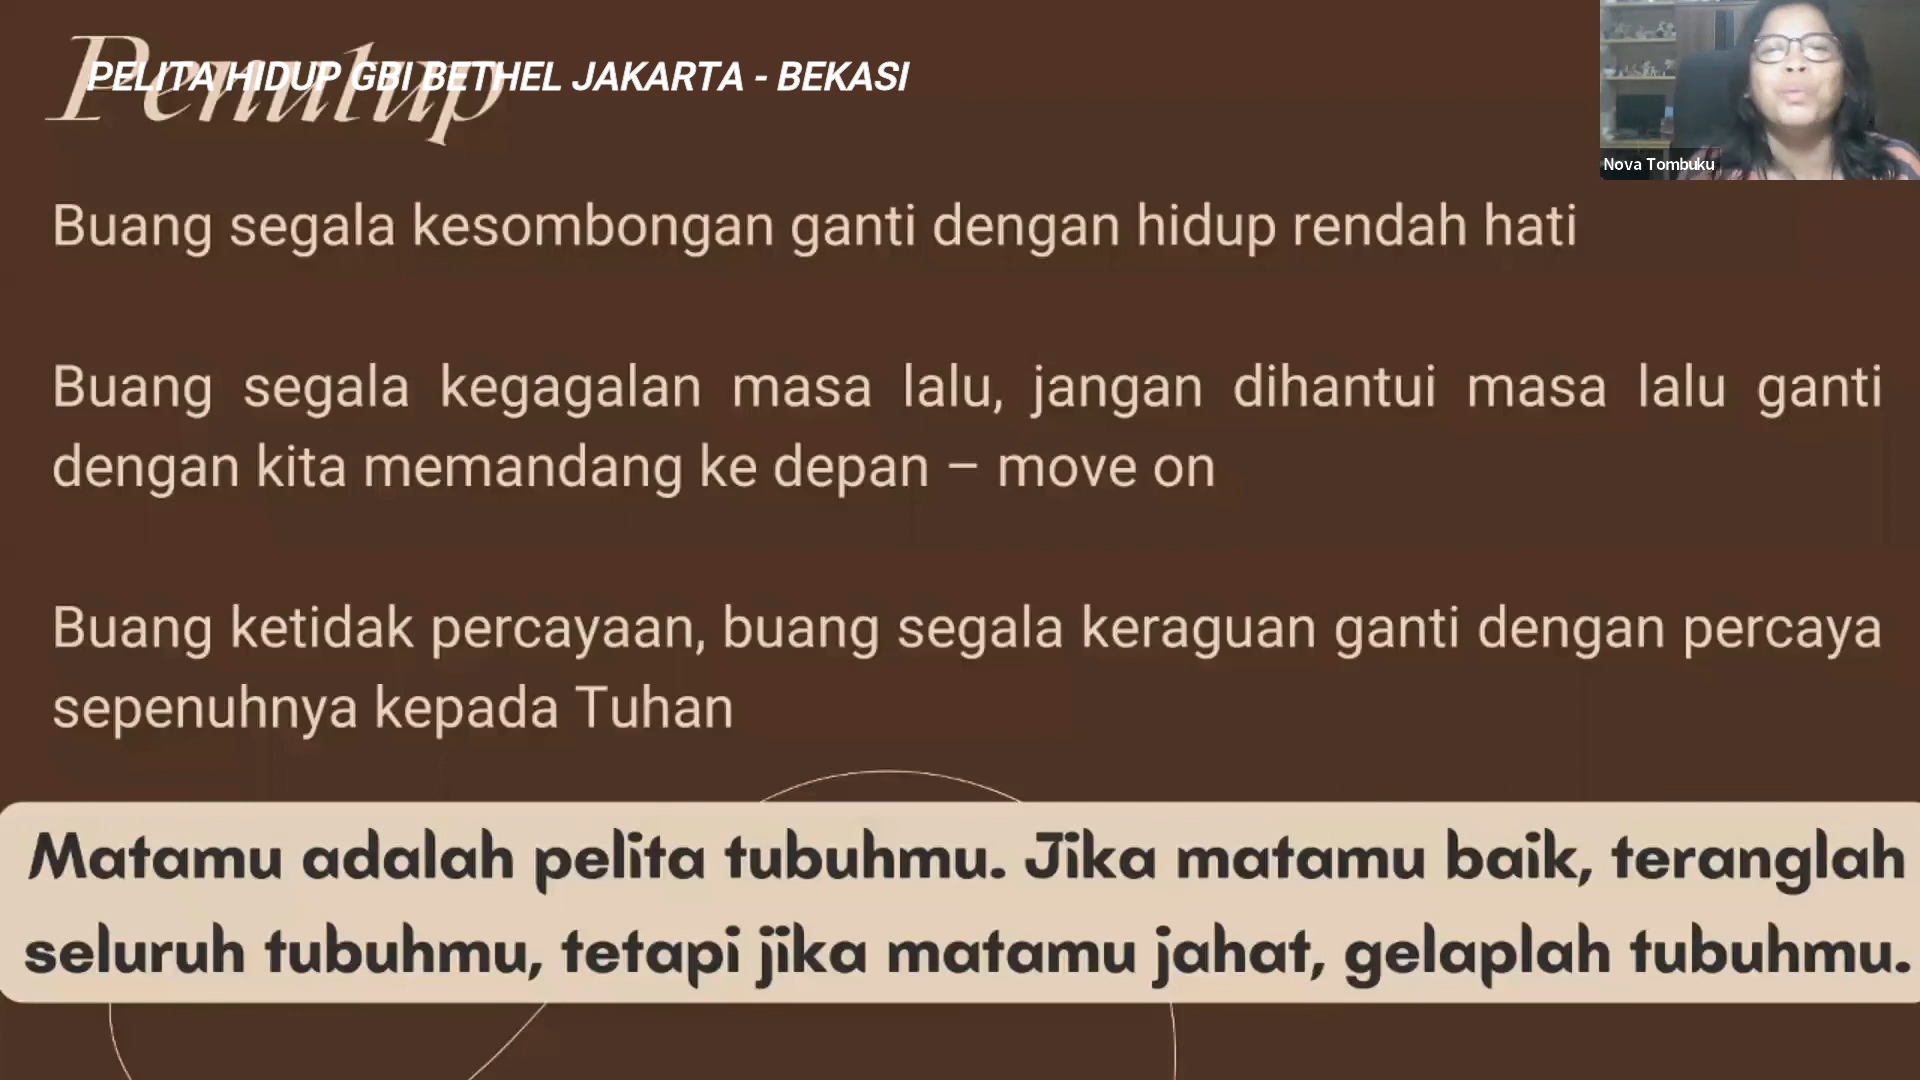 Penutup
PELITA HIDUP GBI BETHEL JAKARTA - BEKASI
Nova Tombuku
Buang segala kesombongan ganti dengan hidup rendah hati
Buang segala kegagalan masa lalu, jangan dihantui masa lalu ganti
dengan kita memandang ke depan – move on
Buang ketidak percayaan, buang segala keraguan ganti dengan percaya
sepenuhnya kepada Tuhan
Matamu adalah pelita tubuhmu. Jika matamu baik, teranglah
seluruh tubuhmu, tetapi jika matamu jahat, gelaplah tubuhmu.